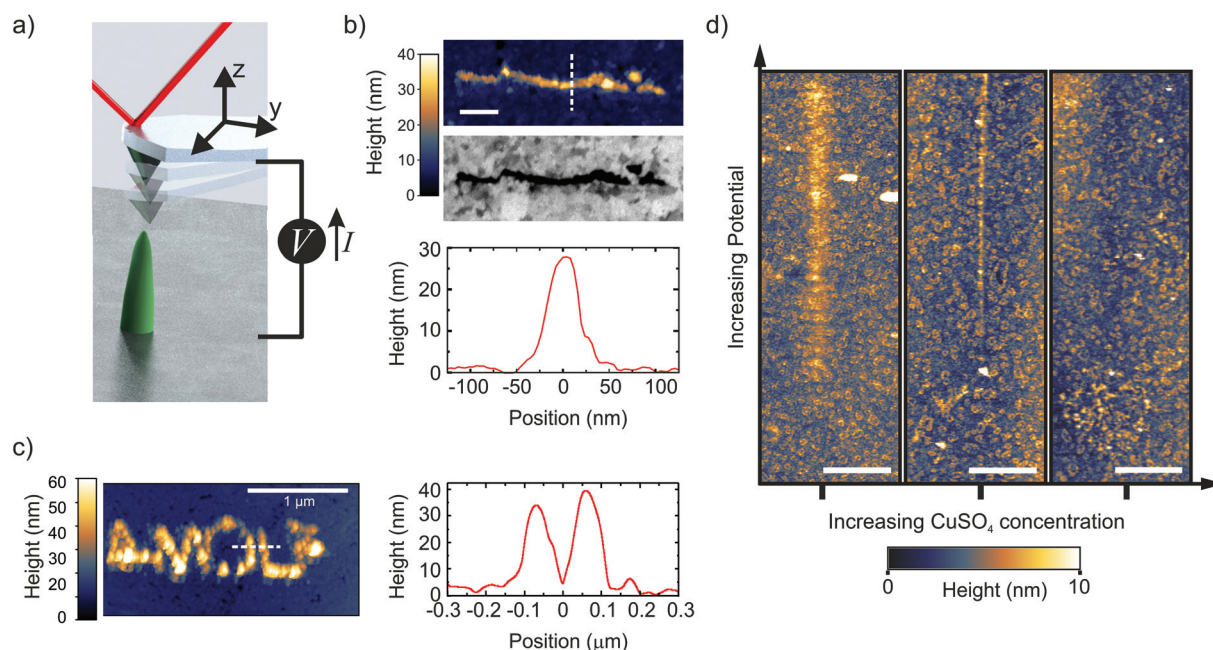 a)
z
y
V
I
b)
Height (nm)
40
30
20
10
0
Height (nm)
30
20
10
0
-100
-50
0
50
100
Position (nm)
c)
Height (nm)
60
50
40
30
20
10
0
1 µm
Height (nm)
40
30
20
10
0
-0.3
-0.2
-0.1
0
0.1
0.2
0.3
Position (µm)
d)
Increasing Potential
Increasing CuSO₄ concentration
0
10
Height (nm)